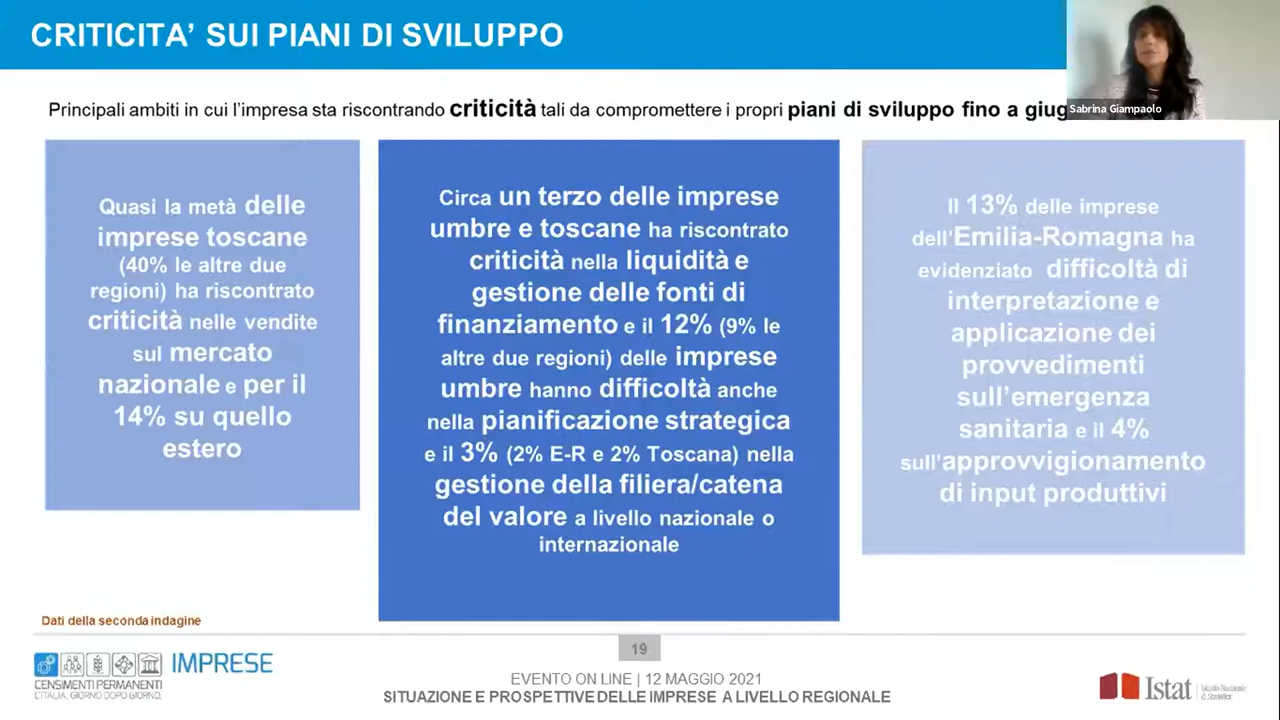 CRITICITA’ SUI PIANI DI SVILUPPO
Sabrina Giampaolo
Principali ambiti in cui l’impresa sta riscontrando criticità tali da compromettere i propri piani di sviluppo fino a giug
Quasi la metà delle
imprese toscane
(40% le altre due
regioni) ha riscontrato
criticità nelle vendite
sul mercato
nazionale e per il
14% su quello
estero
Circa un terzo delle imprese
umbre e toscane ha riscontrato
criticità nella liquidità e
gestione delle fonti di
finanziamento e il 12% (9% le
altre due regioni) delle imprese
umbre hanno difficoltà anche
nella pianificazione strategica
e il 3% (2% E-R e 2% Toscana) nella
gestione della filiera/catena
del valore a livello nazionale o
internazionale
Il 13% delle imprese
dell’Emilia-Romagna ha
evidenziato difficoltà di
interpretazione e
applicazione dei
provvedimenti
sull’emergenza
sanitaria e il 4%
sull’approvvigionamento
di input produttivi
Dati della seconda indagine
19
IMPRESE
CENSIMENTI PERMANENTI
L’ITALIA, GIORNO DOPO GIORNO.
EVENTO ON LINE | 12 MAGGIO 2021
SITUAZIONE E PROSPETTIVE DELLE IMPRESE A LIVELLO REGIONALE
Istat
Istituto Nazionale
di Statistica